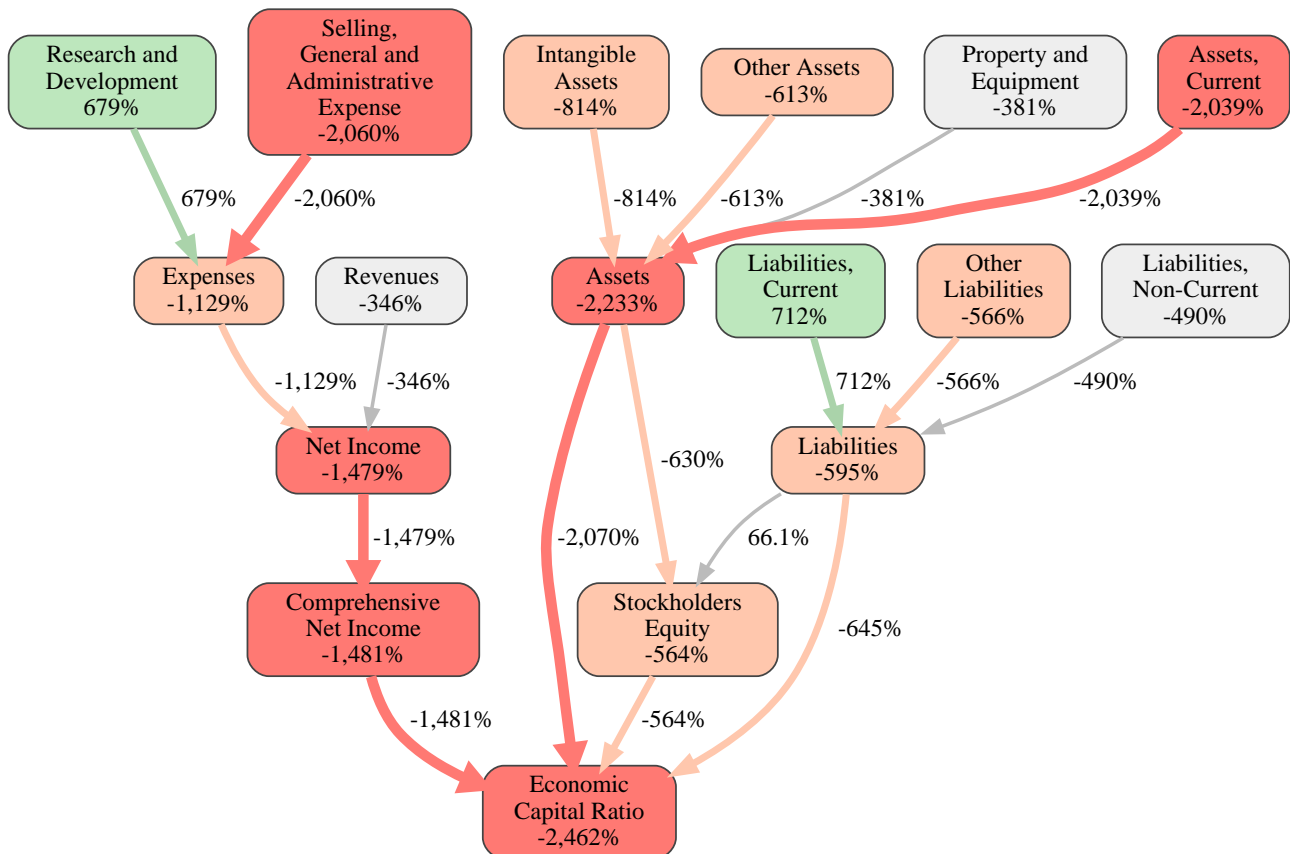 Research and
Development
679%
Selling,
General and
Administrative
Expense
-2,060%
Intangible
Assets
-814%
Other Assets
-613%
Property and
Equipment
-381%
Assets,
Current
-2,039%
679%
-2,060%
-814%
-613%
-381%
-2,039%
Expenses
-1,129%
Revenues
-346%
Assets
-2,233%
Liabilities,
Current
712%
Other
Liabilities
-566%
Liabilities,
Non-Current
-490%
-1,129%
-346%
712%
-566%
-490%
Net Income
-1,479%
-630%
Liabilities
-595%
-1,479%
-2,070%
66.1%
Comprehensive
Net Income
-1,481%
Stockholders
Equity
-564%
-645%
-1,481%
-564%
Economic
Capital Ratio
-2,462%